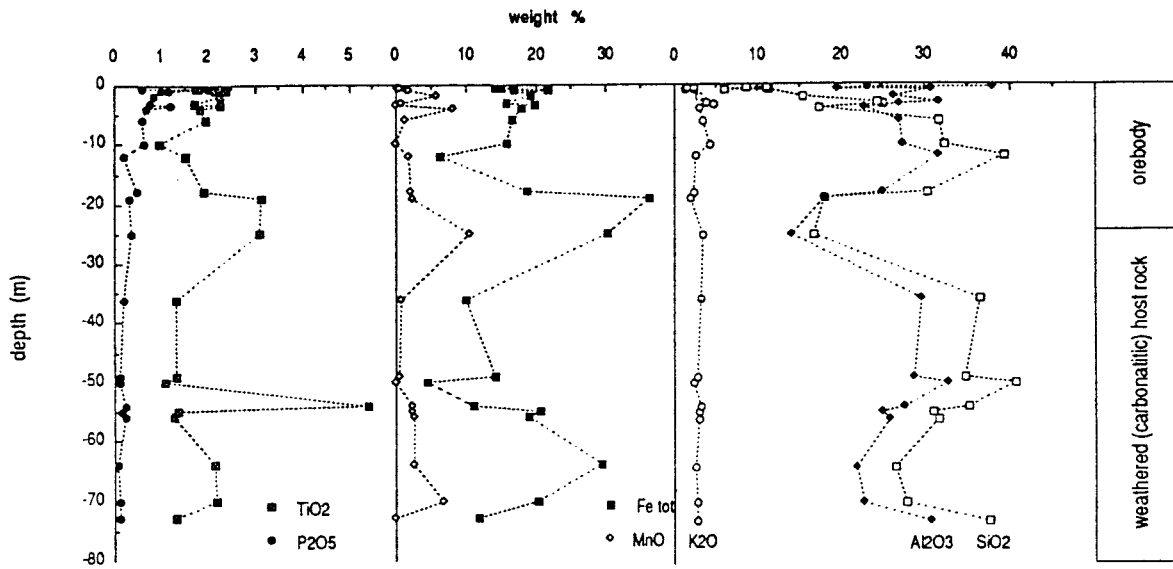 weight %
0 1 2 3 4 5 0 10 20 30 0 10 20 30 40
0
-10
-20
-30
-40
-50
-60
-70
-80
depth (m)
TiO2
P2O5
Fe tot
MnO
K2O
Al2O3
SiO2
orebody
weathered (carbonatitic) host rock